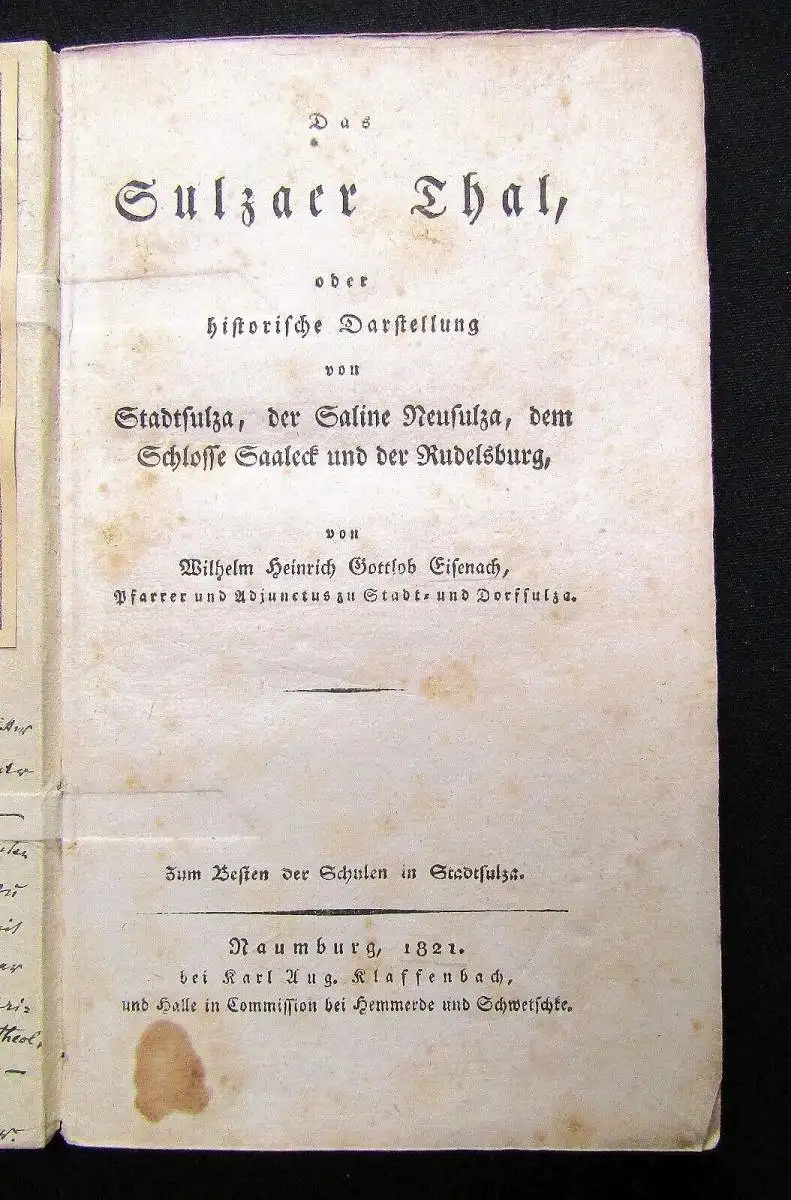 Das
Sulzaer Thal,
oder
historische Darstellung
von
Stadtsulza, der Saline Neusulza, dem
Schlosse Saaleck und der Rudelsburg,
von
Wilhelm Heinrich Gottlob Eisenach,
Pfarrer und Adjunctus zu Stadt- und Dorfsulza.
Zum Besten der Schulen in Stadtsulza.
Naumburg, 1821.
bei Karl Aug. Klaffenbach,
und Halle in Commission bei Hemmerde und Schwetschke.